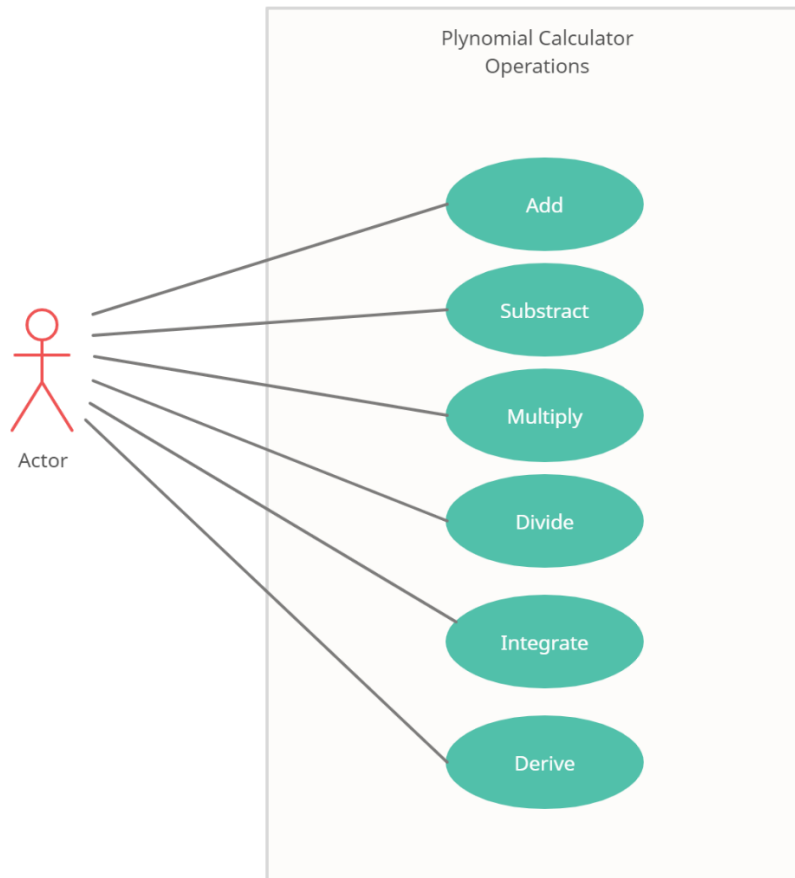 Plynomial Calculator
Operations
Add
Substract
Multiply
Divide
Integrate
Derive
Actor